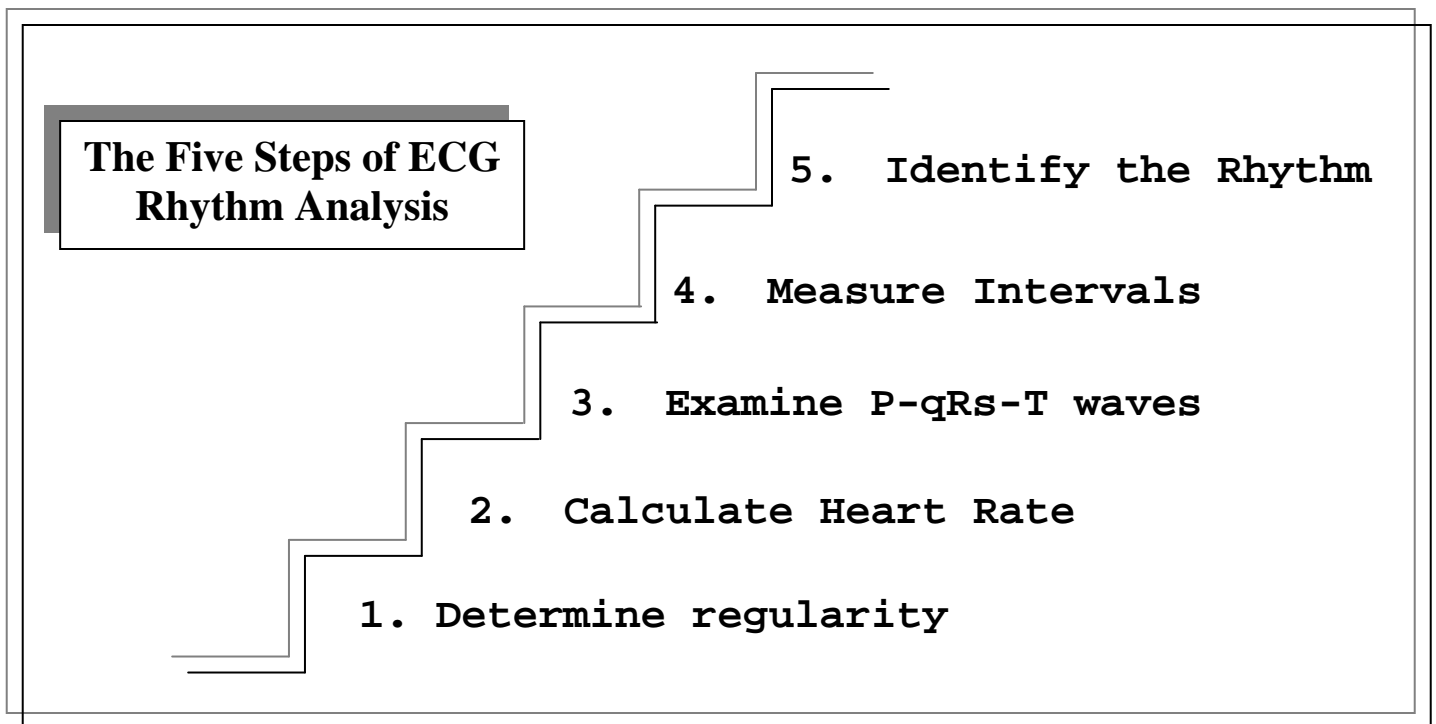 The Five Steps of ECG
Rhythm Analysis
5. Identify the Rhythm
4. Measure Intervals
3. Examine P-qRs-T waves
2. Calculate Heart Rate
1. Determine regularity